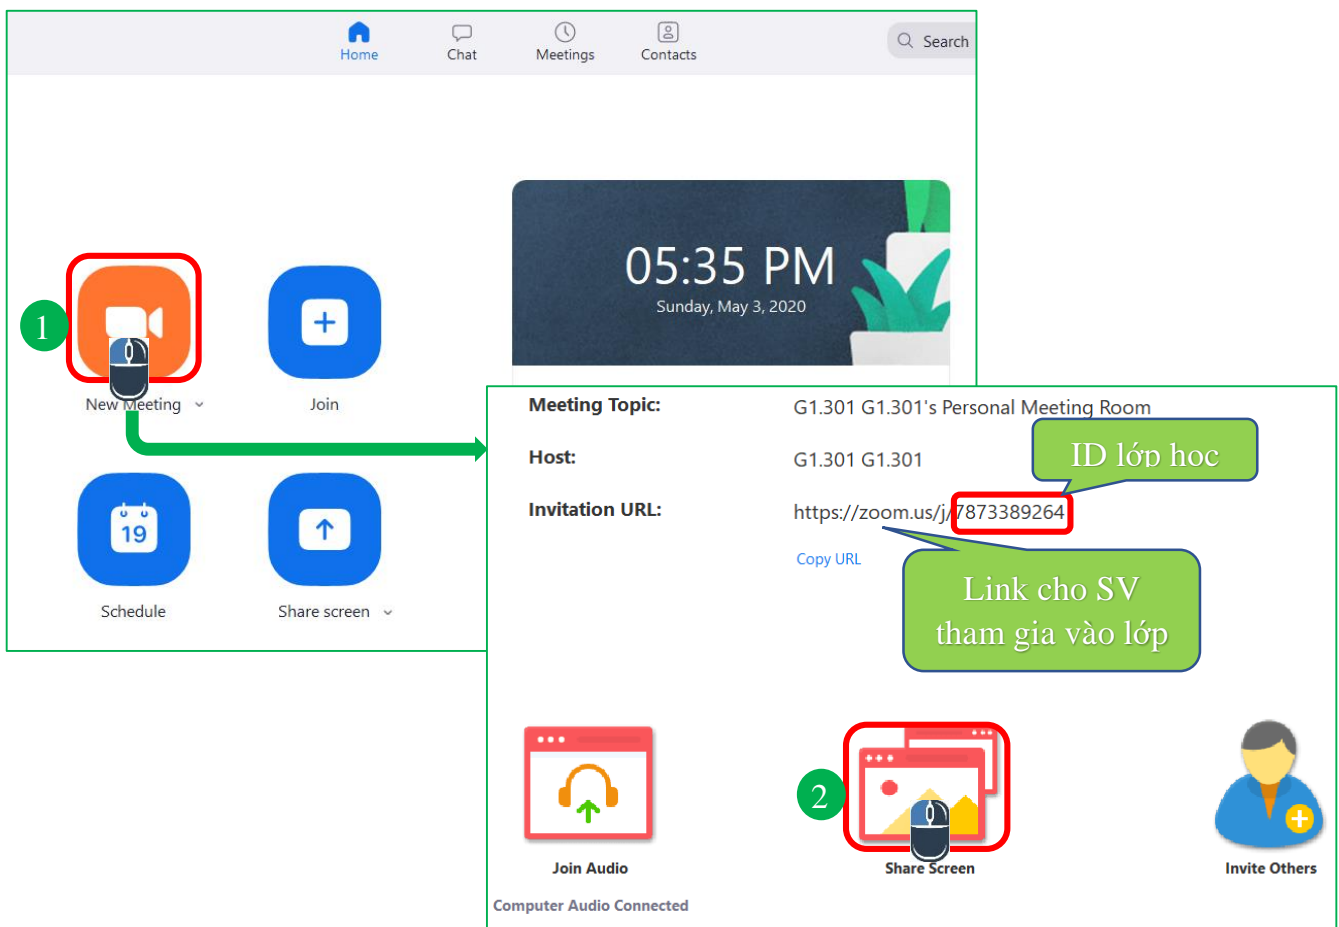 Home
Chat
Meetings
Contacts
Search
05:35 PM
Sunday, May 3, 2020
1
New Meeting
Join
19
Schedule
Share screen
Meeting Topic:
G1.301 G1.301's Personal Meeting Room
ID lớp học
Host:
G1.301 G1.301
Invitation URL:
https://zoom.us/j/7873389264
Copy URL
Link cho SV
tham gia vào lớp
2
Join Audio
Share Screen
Invite Others
Computer Audio Connected